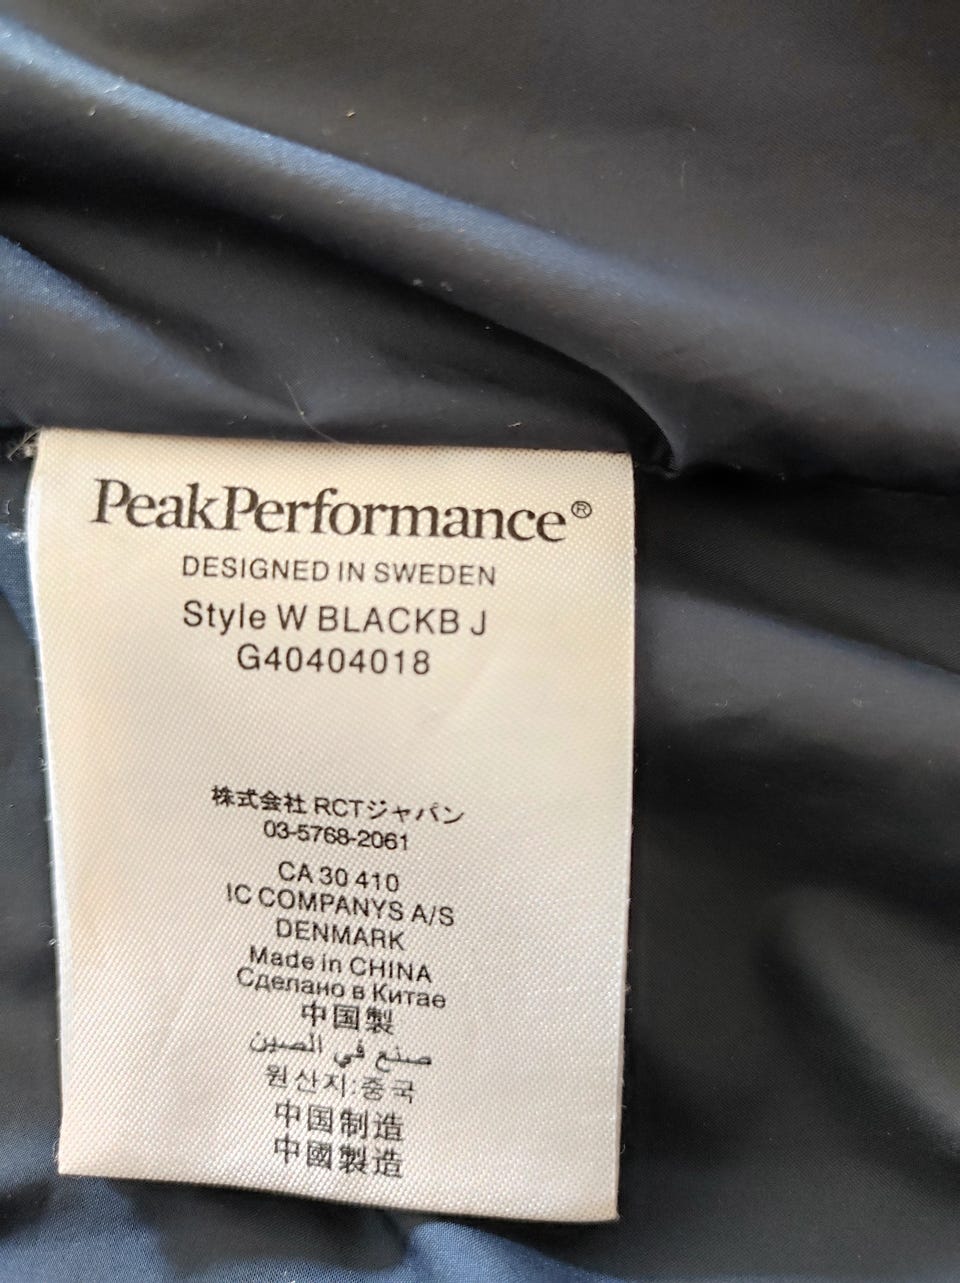 PeakPerformance®
DESIGNED IN SWEDEN
Style W BLACKB J
G40404018
株式会社 RCTジャパン
03-5768-2061
CA 30 410
IC COMPANYS A/S
DENMARK
Made in CHINA
Сделано в Китае
中国製
صنع في الصين
원산지:중국
中国制造
中國製造